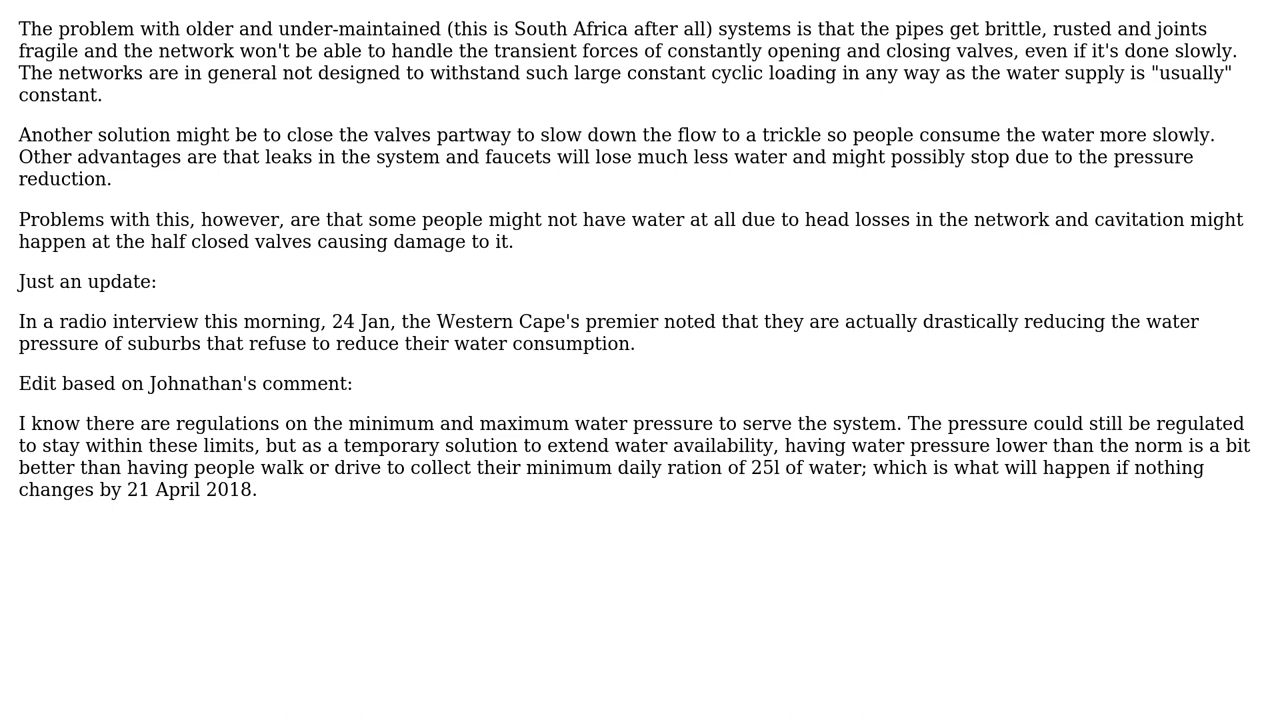 The problem with older and under-maintained (this is South Africa after all) systems is that the pipes get brittle, rusted and joints
fragile and the network won't be able to handle the transient forces of constantly opening and closing valves, even if it's done slowly.
The networks are in general not designed to withstand such large constant cyclic loading in any way as the water supply is "usually"
constant.
Another solution might be to close the valves partway to slow down the flow to a trickle so people consume the water more slowly.
Other advantages are that leaks in the system and faucets will lose much less water and might possibly stop due to the pressure
reduction.
Problems with this, however, are that some people might not have water at all due to head losses in the network and cavitation might
happen at the half closed valves causing damage to it.
Just an update:
In a radio interview this morning, 24 Jan, the Western Cape's premier noted that they are actually drastically reducing the water
pressure of suburbs that refuse to reduce their water consumption.
Edit based on Johnathan's comment:
I know there are regulations on the minimum and maximum water pressure to serve the system. The pressure could still be regulated
to stay within these limits, but as a temporary solution to extend water availability, having water pressure lower than the norm is a bit
better than having people walk or drive to collect their minimum daily ration of 25l of water; which is what will happen if nothing
changes by 21 April 2018.